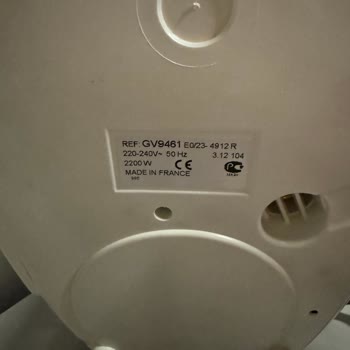 REF: GV9461 E0/23- 4912 R
220-240V~ 50 Hz 3.12 104
2200 W CE
MADE IN FRANCE